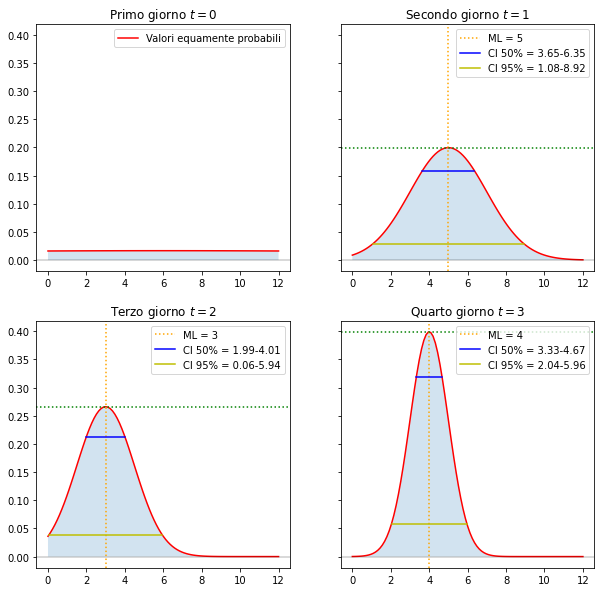 Primo giorno t = 0
Valori equamente probabili
0.40
0.35
0.30
0.25
0.20
0.15
0.10
0.05
0.00
0 2 4 6 8 10 12
Secondo giorno t = 1
ML = 5
CI 50% = 3.65-6.35
CI 95% = 1.08-8.92
0 2 4 6 8 10 12
Terzo giorno t = 2
ML = 3
CI 50% = 1.99-4.01
CI 95% = 0.06-5.94
0.40
0.35
0.30
0.25
0.20
0.15
0.10
0.05
0.00
0 2 4 6 8 10 12
Quarto giorno t = 3
ML = 4
CI 50% = 3.33-4.67
CI 95% = 2.04-5.96
0 2 4 6 8 10 12